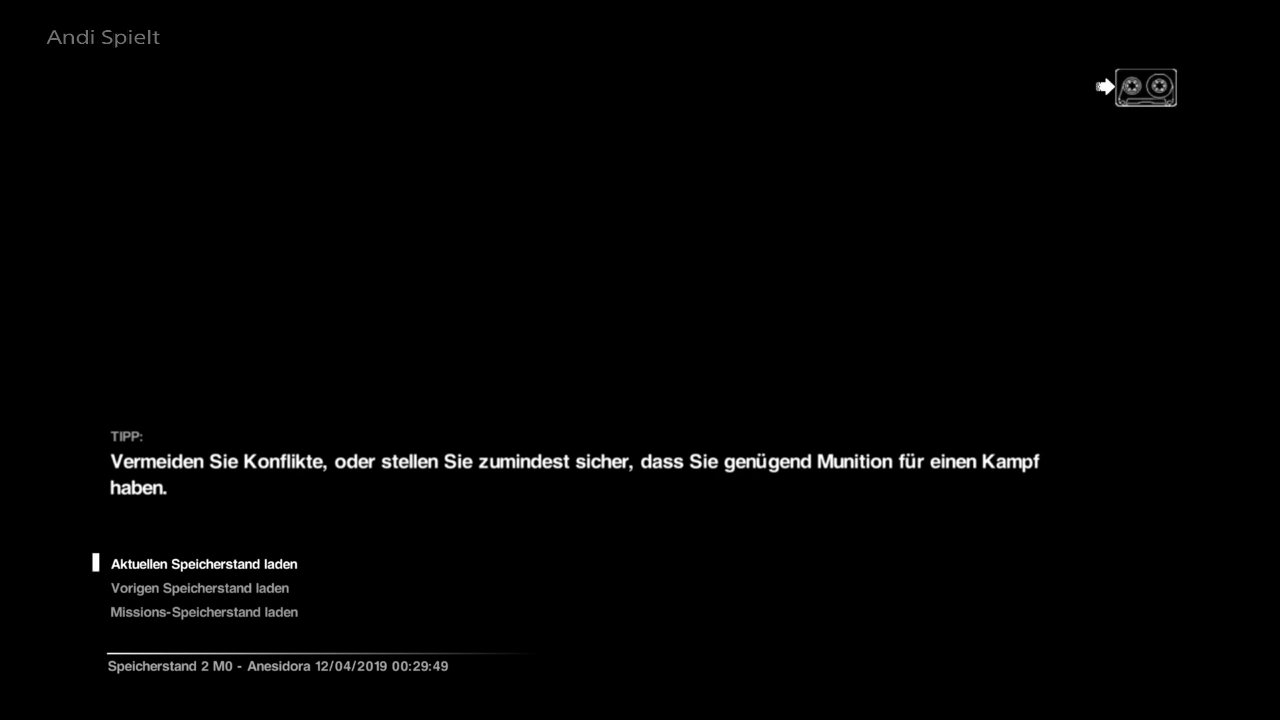 Andi Spielt
TIPP:
Vermeiden Sie Konflikte, oder stellen Sie zumindest sicher, dass Sie genügend Munition für einen Kampf
haben.
Aktuellen Speicherstand laden
Vorigen Speicherstand laden
Missions-Speicherstand laden
Speicherstand 2 M0 - Anesidora 12/04/2019 00:29:49